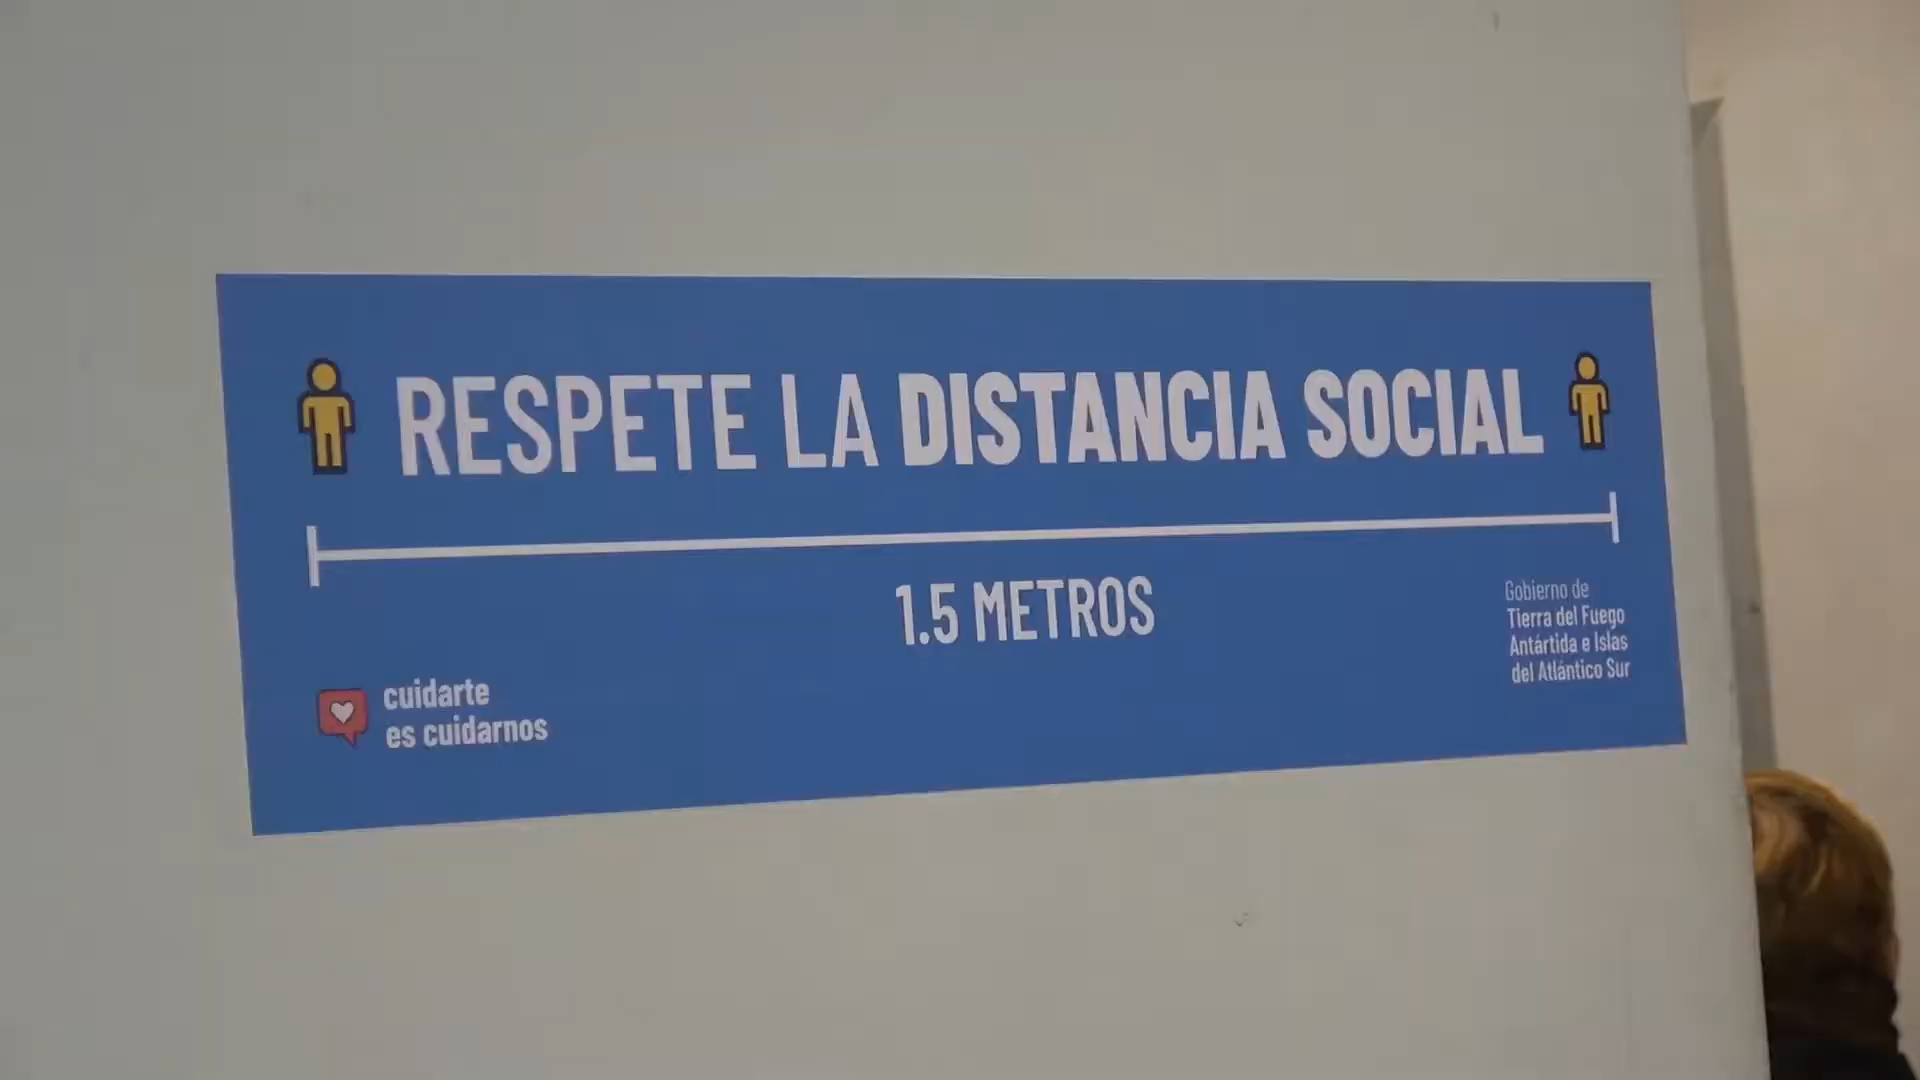 RESPETE LA DISTANCIA SOCIAL
1.5 METROS
cuidarte
es cuidarnos
Gobierno de
Tierra del Fuego
Antártida e Islas
del Atlántico Sur